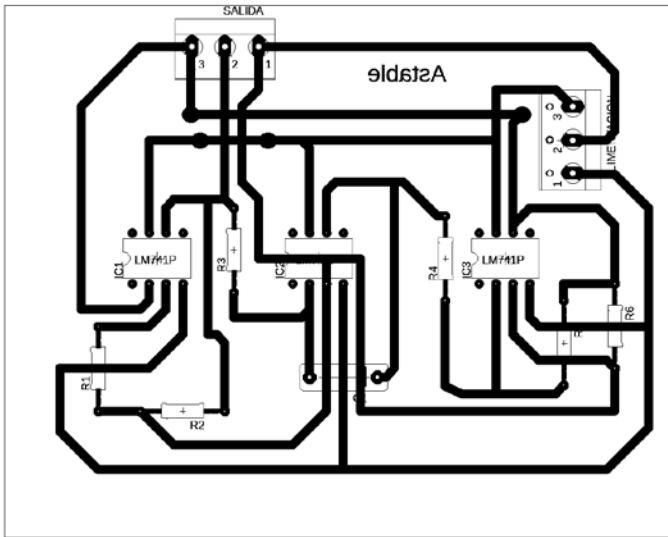 SALIDA
3 2 1
Astable
3
2
1
IC1
LM741P
R3
IC2
R4
IC3
LM741P
R6
R1
R2